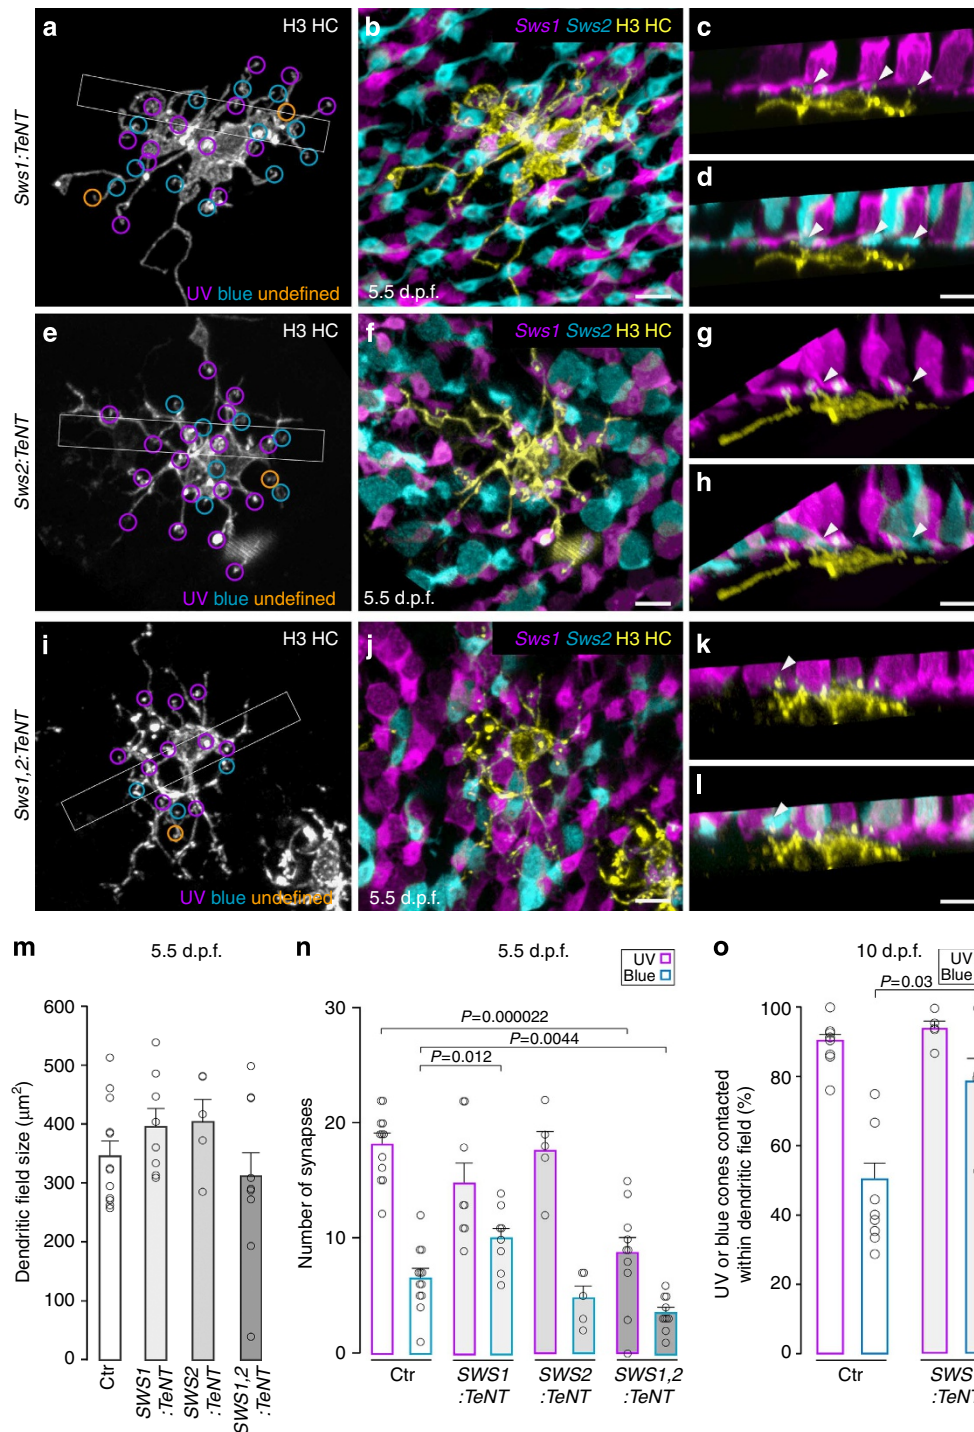 a
H3 HC
Sws1:TeNT
UV blue undefined
b
Sws1 Sws2 H3 HC
5.5 d.p.f.
c
d
e
H3 HC
Sws2:TeNT
UV blue undefined
f
Sws1 Sws2 H3 HC
5.5 d.p.f.
g
h
i
H3 HC
Sws1,2:TeNT
UV blue undefined
j
Sws1 Sws2 H3 HC
5.5 d.p.f.
k
l
m
5.5 d.p.f.
Dendritic field size (μm²)
600
500
400
300
200
100
0
Ctr
SWS1
:TeNT
SWS2
:TeNT
SWS1,2
:TeNT
n
5.5 d.p.f.
UV
Blue
P=0.000022
P=0.0044
P=0.012
Number of synapses
30
20
10
0
Ctr
SWS1
:TeNT
SWS2
:TeNT
SWS1,2
:TeNT
o
10 d.p.f.
UV
Blue
P=0.03
UV or blue cones contacted
within dendritic field (%)
100
80
60
40
20
0
Ctr
SWS
:TeNT